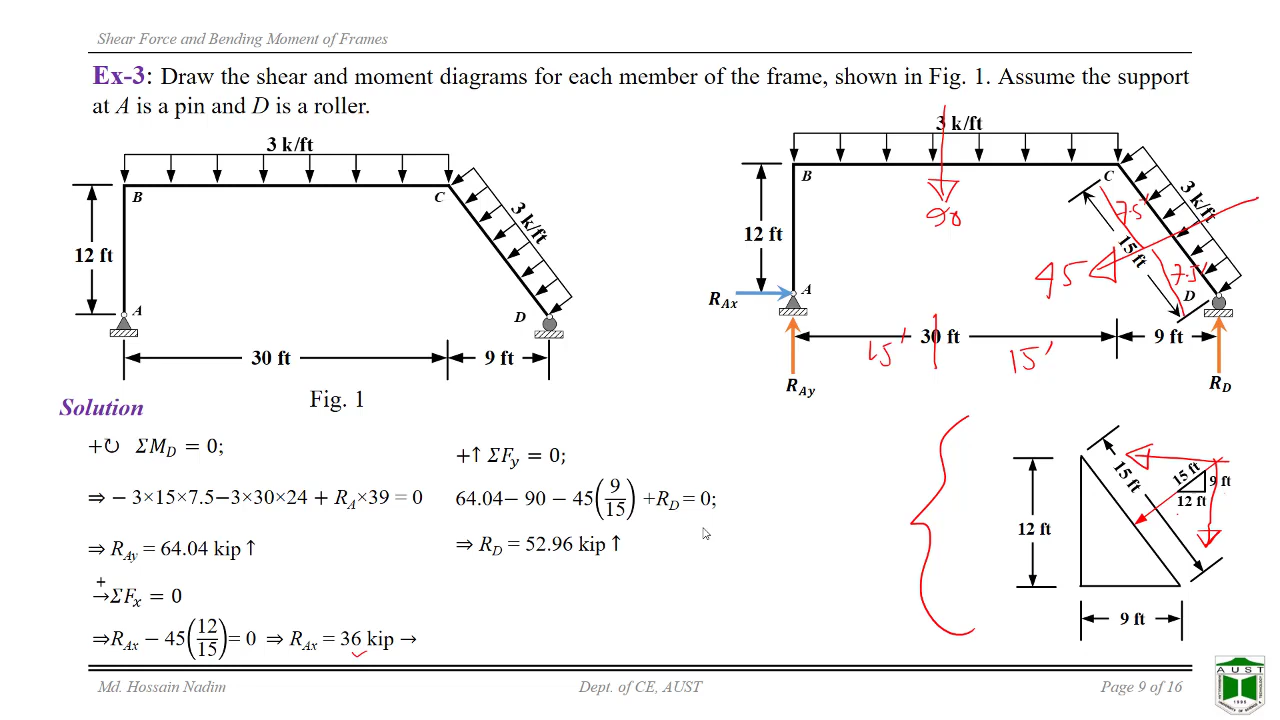 Shear Force and Bending Moment of Frames
Ex-3: Draw the shear and moment diagrams for each member of the frame, shown in Fig. 1. Assume the support
at A is a pin and D is a roller.
3 k/ft
B
C
3 k/ft
12 ft
A
D
30 ft
9 ft
Fig. 1
3 k/ft
90
B
C
3 k/ft
7.5'
12 ft
15 ft
45
7.5'
R_Ax
A
D
30 ft
9 ft
15'
15'
R_Ay
R_D
Solution
+↻ ΣM_D = 0;
⇒ − 3×15×7.5−3×30×24 + R_A×39 = 0
⇒ R_Ay = 64.04 kip ↑
+→ ΣF_x = 0
⇒R_Ax − 45(12/15) = 0 ⇒ R_Ax = 36 kip →
+↑ ΣF_y = 0;
64.04− 90 − 45(9/15) +R_D = 0;
⇒ R_D = 52.96 kip ↑
15 ft
15 ft
9 ft
12 ft
12 ft
9 ft
Md. Hossain Nadim
Dept. of CE, AUST
Page 9 of 16
AUST